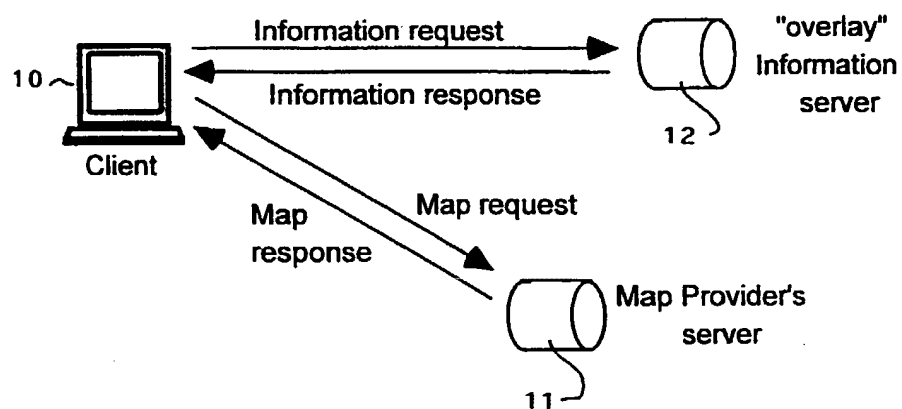 Information request
"overlay"
Information
server
10
Information response
12
Client
Map request
Map
response
Map Provider's
server
11